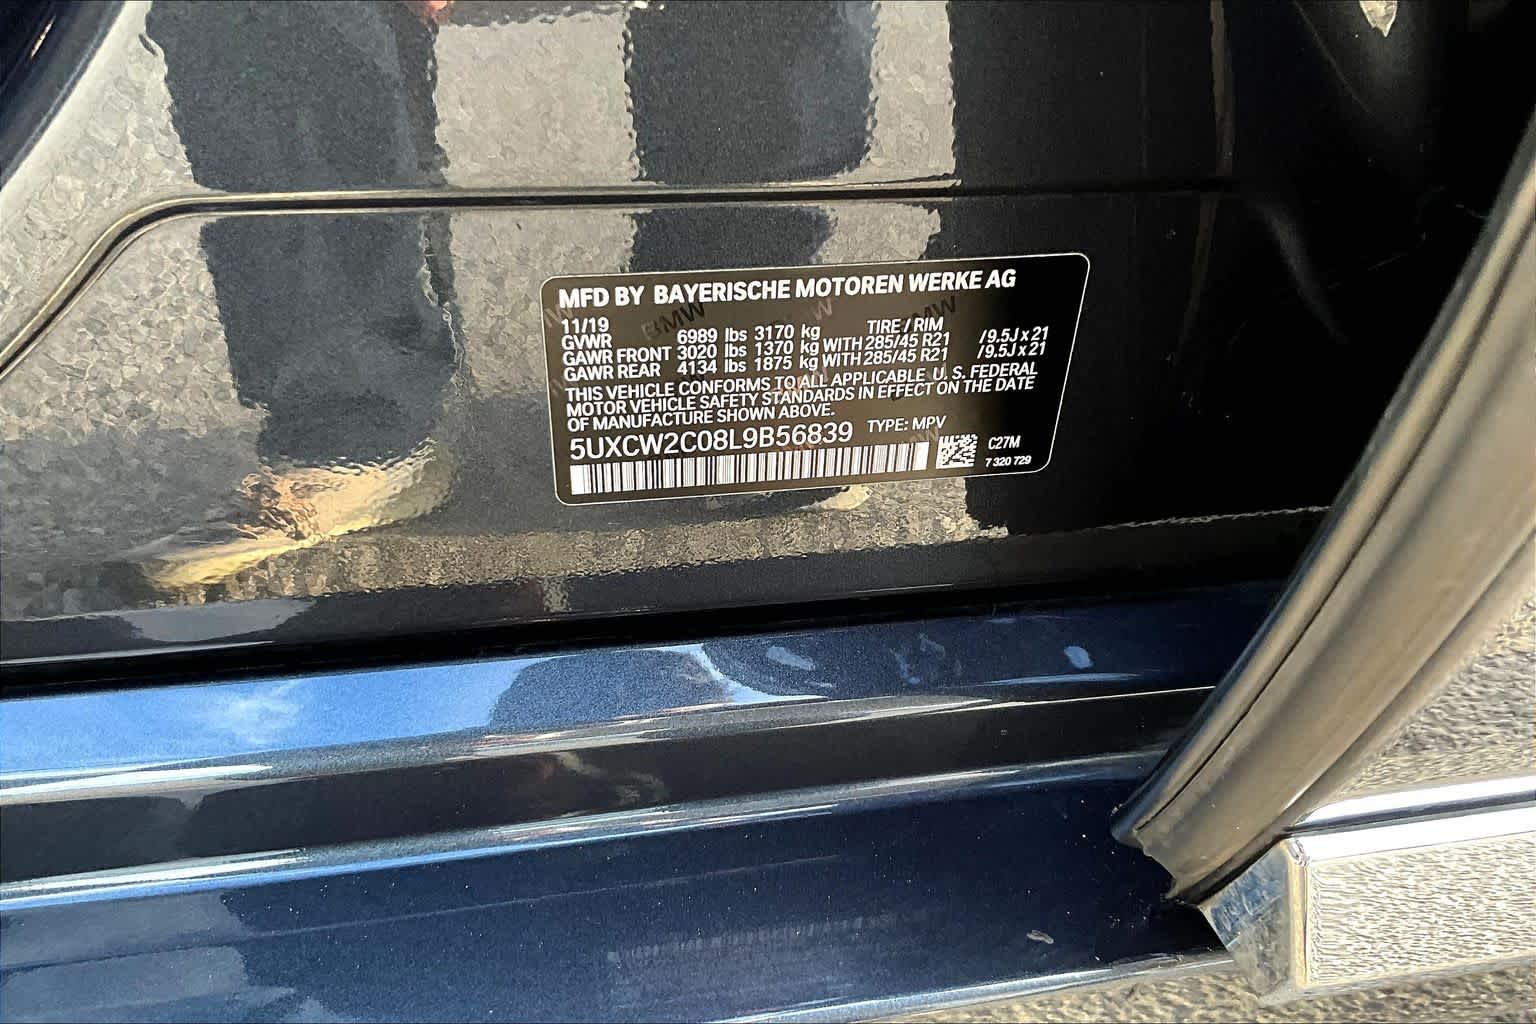 MFD BY BAYERISCHE MOTOREN WERKE AG
11/19 TIRE / RIM
GVWR 6989 lbs 3170 kg
GAWR FRONT 3020 lbs 1370 kg WITH 285/45 R21 /9.5J x 21
GAWR REAR 4134 lbs 1875 kg WITH 285/45 R21 /9.5J x 21
THIS VEHICLE CONFORMS TO ALL APPLICABLE U. S. FEDERAL
MOTOR VEHICLE SAFETY STANDARDS IN EFFECT ON THE DATE
OF MANUFACTURE SHOWN ABOVE.
5UXCW2C08L9B56839 TYPE: MPV
C27M
7 320 729
BMW
BMW